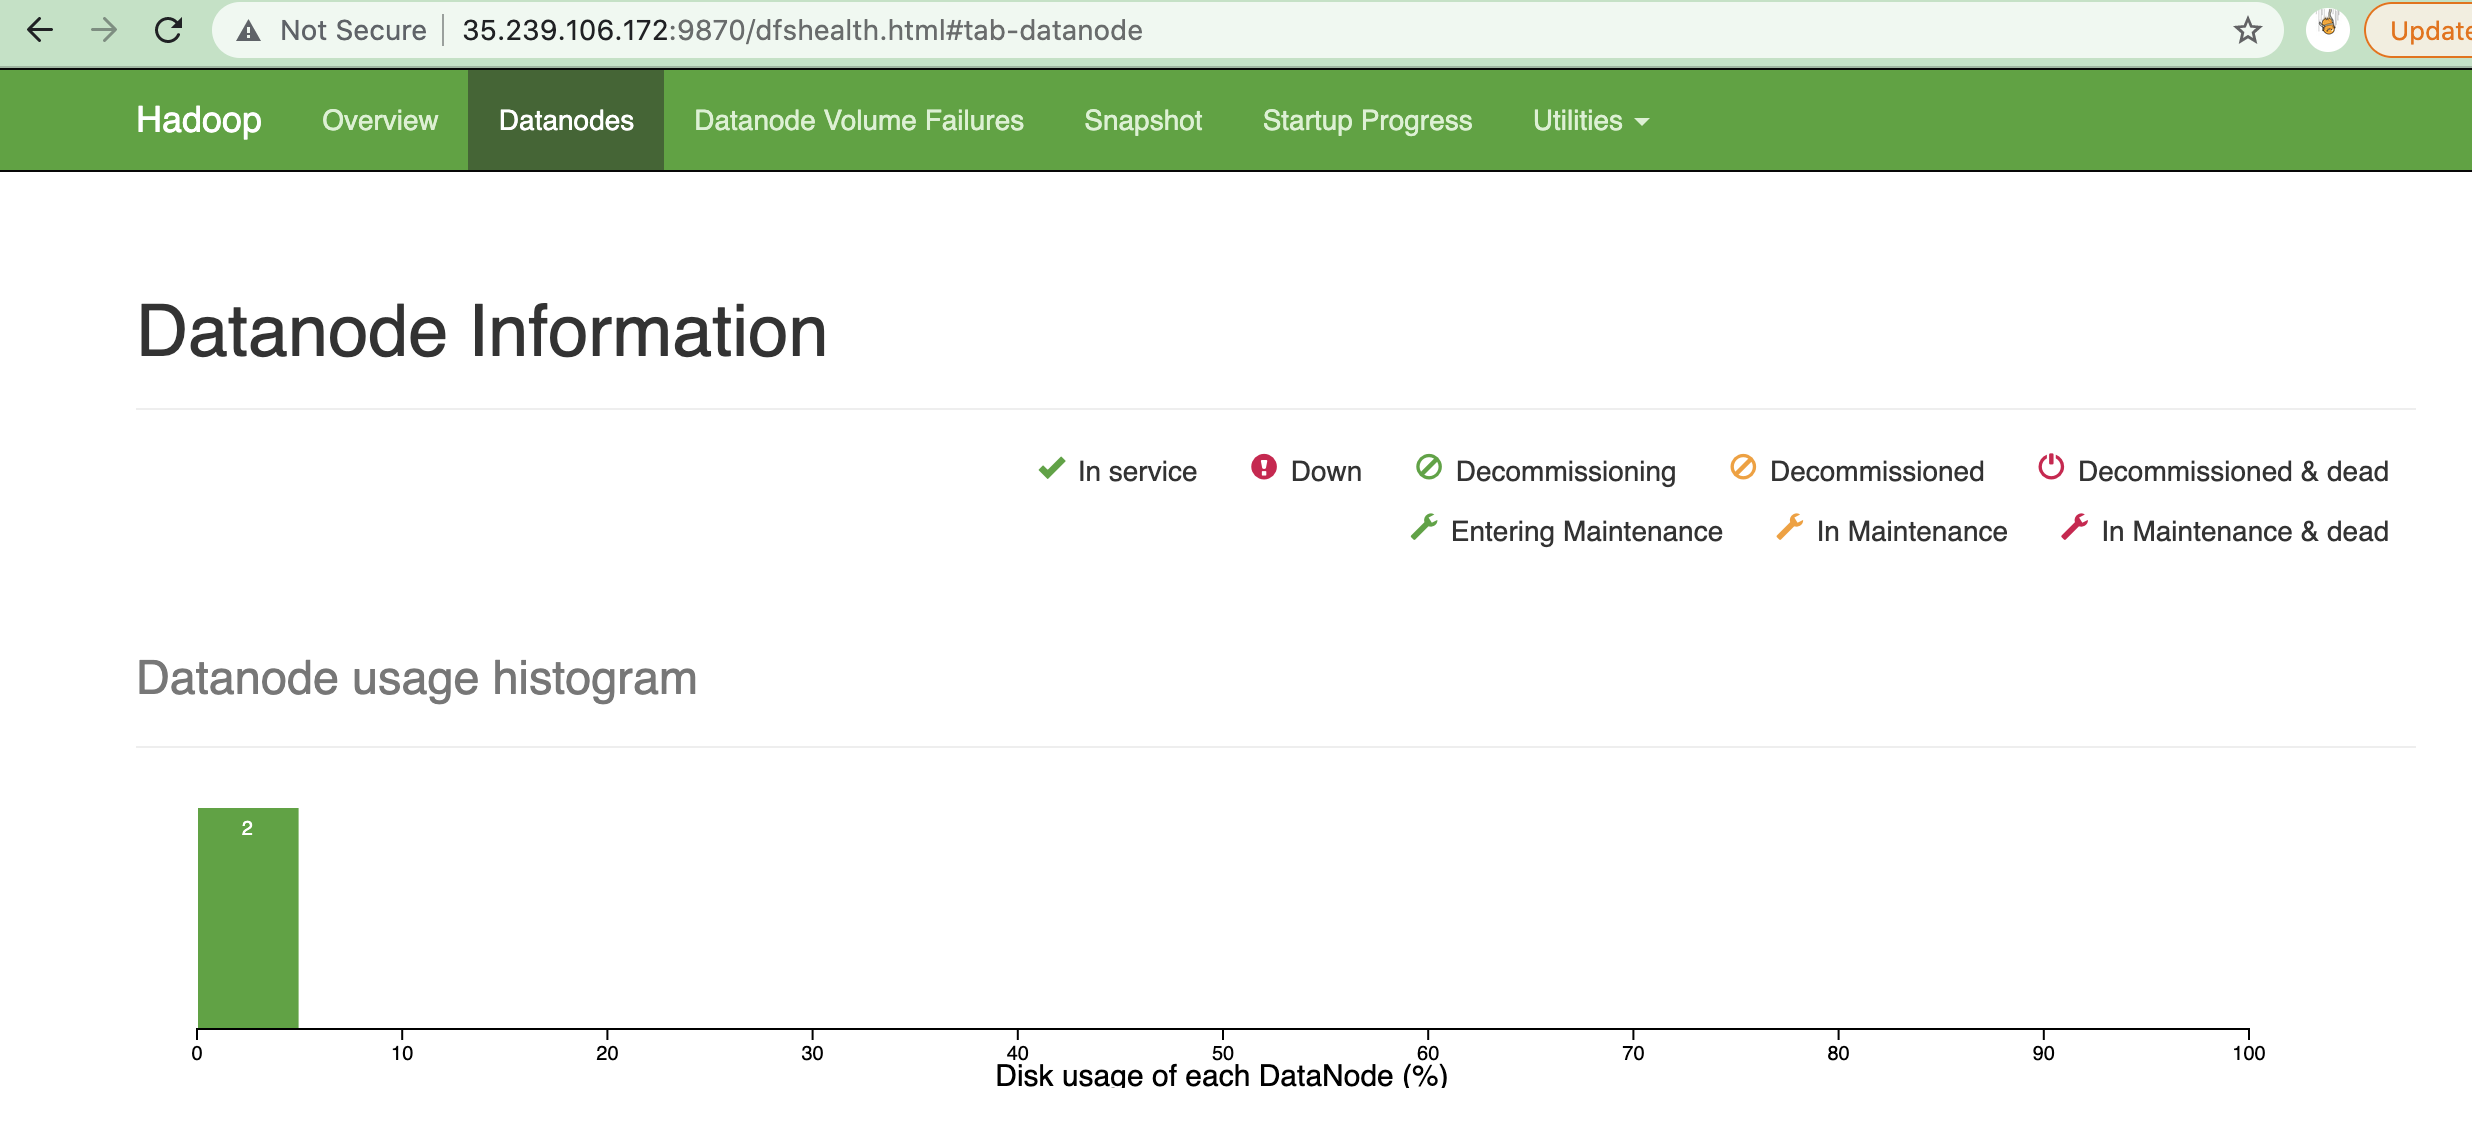 Not Secure 35.239.106.172:9870/dfshealth.html#tab-datanode
Hadoop Overview Datanodes Datanode Volume Failures Snapshot Startup Progress Utilities
Datanode Information
In service Down Decommissioning Decommissioned Decommissioned & dead
Entering Maintenance In Maintenance In Maintenance & dead
Datanode usage histogram
2
0 10 20 30 40 50 60 70 80 90 100
Disk usage of each DataNode (%)